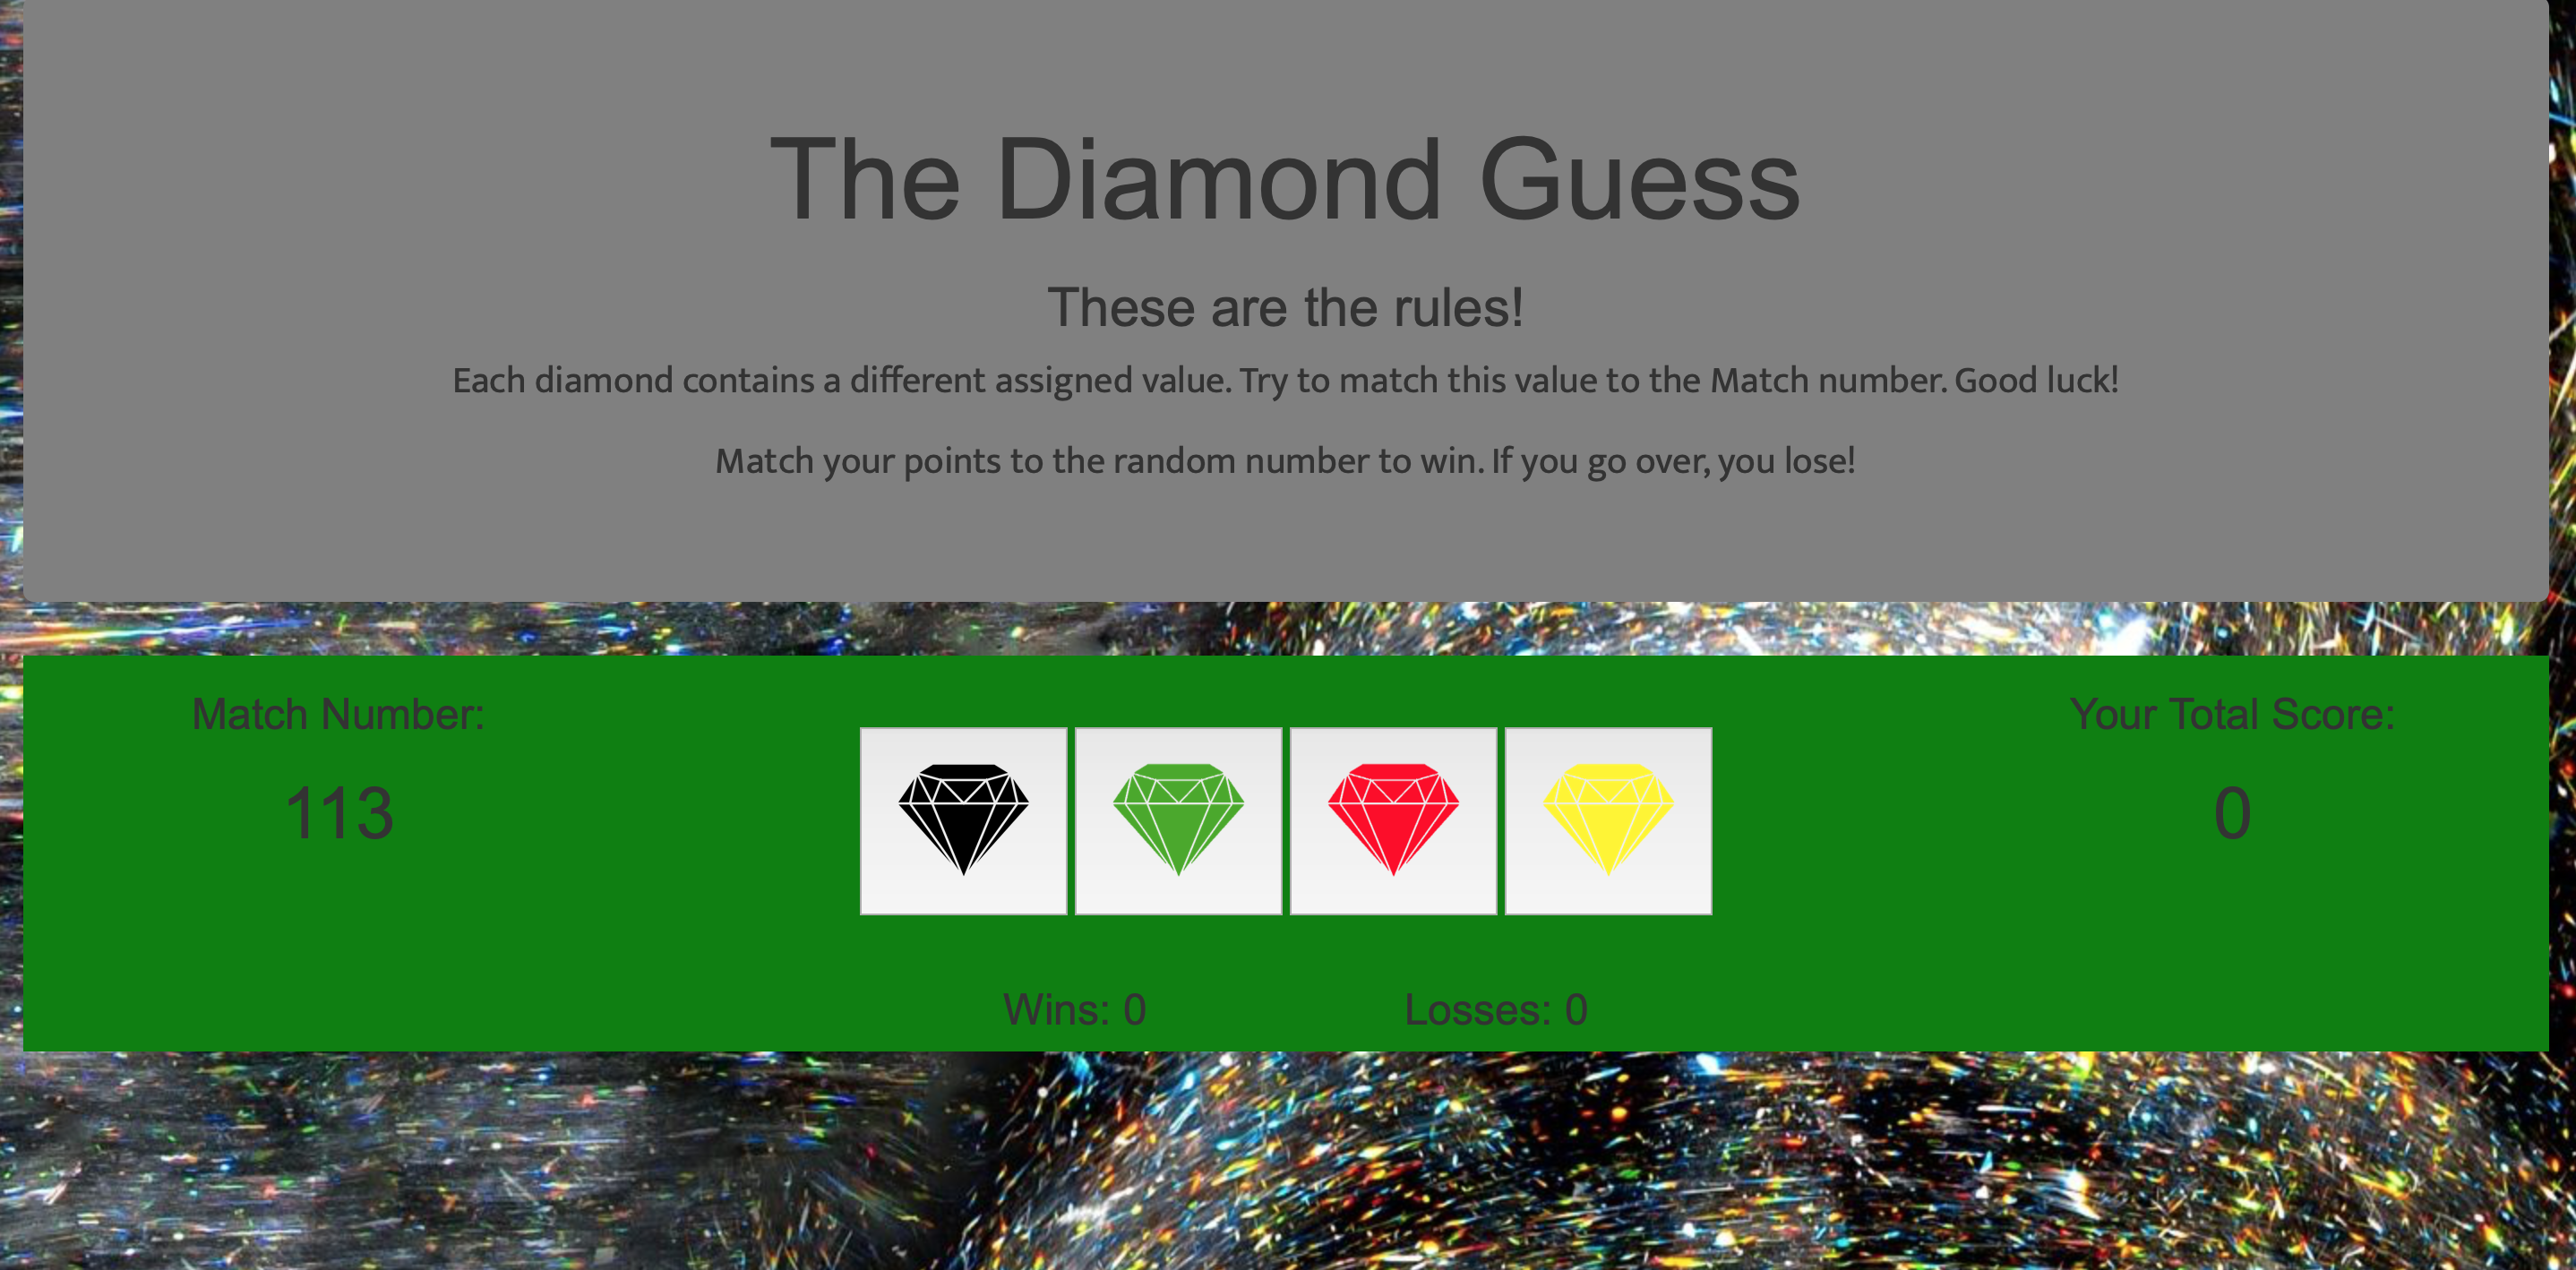 The Diamond Guess
These are the rules!
Each diamond contains a different assigned value. Try to match this value to the Match number. Good luck!
Match your points to the random number to win. If you go over, you lose!
Match Number:
113
Your Total Score:
0
Wins: 0
Losses: 0